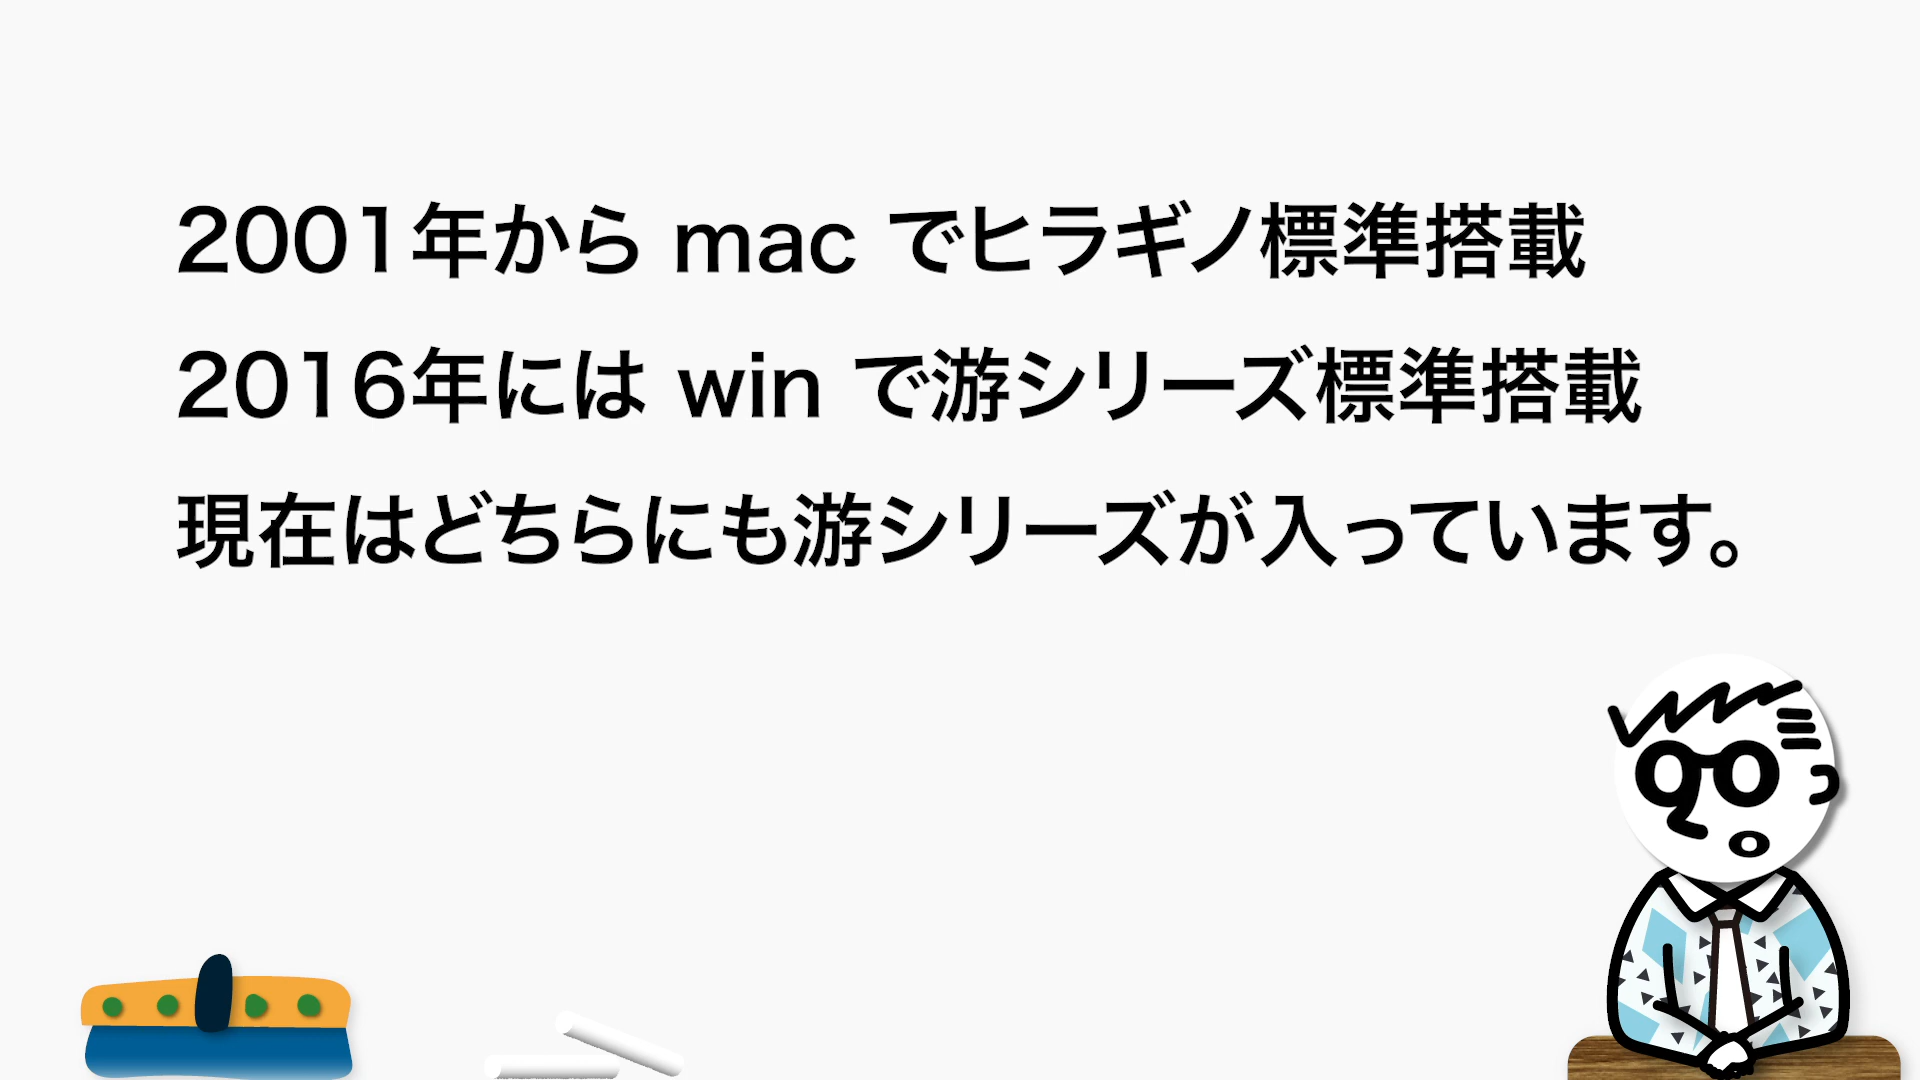 2001年から mac でヒラギノ標準搭載
2016年には win で游シリーズ標準搭載
現在はどちらにも游シリーズが入っています。